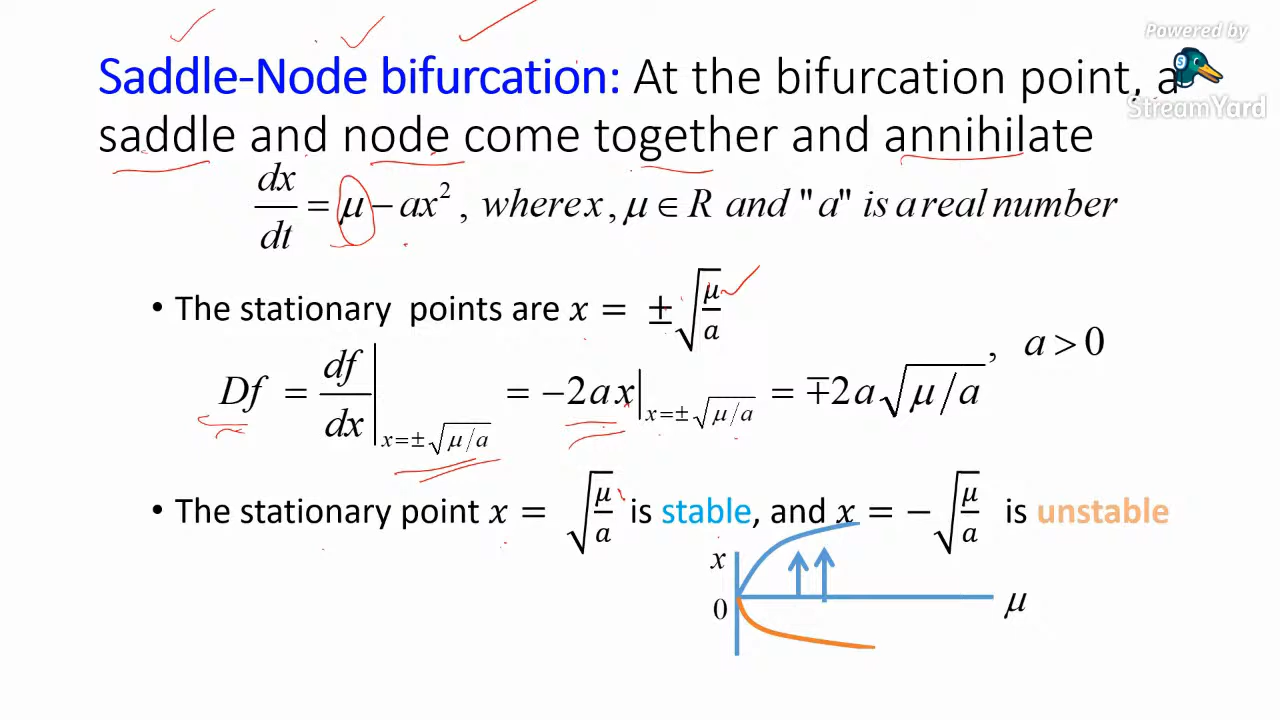 Powered by
StreamYard
Saddle-Node bifurcation: At the bifurcation point, a
saddle and node come together and annihilate
dx/dt = μ − ax², where x, μ ∈ R and "a" is a real number
• The stationary points are x = ±√(μ/a)
Df = df/dx|ₓ₌±√(μ/a) = −2ax|ₓ₌±√(μ/a) = ∓2a√(μ/a), a > 0
• The stationary point x = √(μ/a) is stable, and x = −√(μ/a) is unstable
x
0
μ